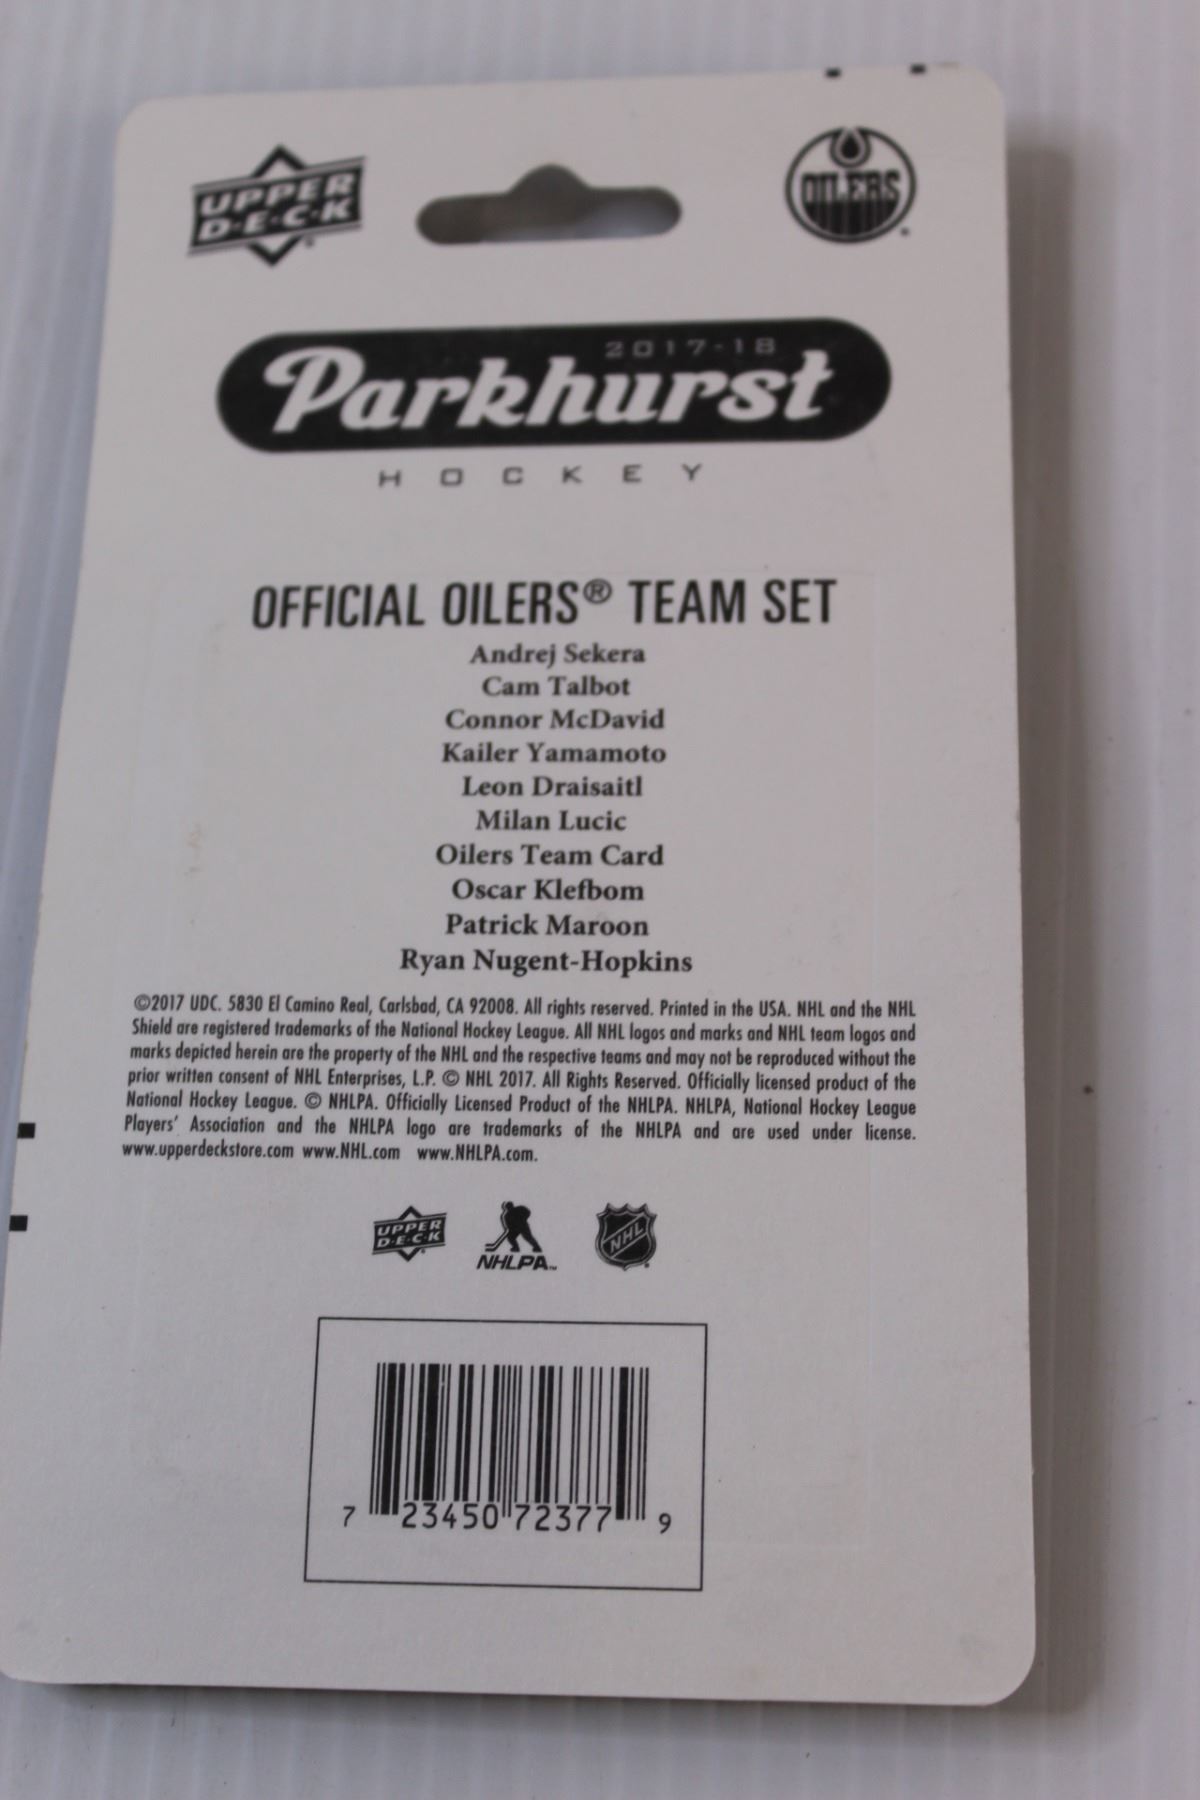 UPPER
D·E·C·K
OILERS
2017-18
Parkhurst
HOCKEY
OFFICIAL OILERS® TEAM SET
Andrej Sekera
Cam Talbot
Connor McDavid
Kailer Yamamoto
Leon Draisaitl
Milan Lucic
Oilers Team Card
Oscar Klefbom
Patrick Maroon
Ryan Nugent-Hopkins
©2017 UDC. 5830 El Camino Real, Carlsbad, CA 92008. All rights reserved. Printed in the USA. NHL and the NHL
Shield are registered trademarks of the National Hockey League. All NHL logos and marks and NHL team logos and
marks depicted herein are the property of the NHL and the respective teams and may not be reproduced without the
prior written consent of NHL Enterprises, L.P. © NHL 2017. All Rights Reserved. Officially licensed product of the
National Hockey League. © NHLPA. Officially Licensed Product of the NHLPA. NHLPA, National Hockey League
Players' Association and the NHLPA logo are trademarks of the NHLPA and are used under license.
www.upperdeckstore.com www.NHL.com www.NHLPA.com.
UPPER
D·E·C·K
NHLPA™
NHL
7 23450 72377 9